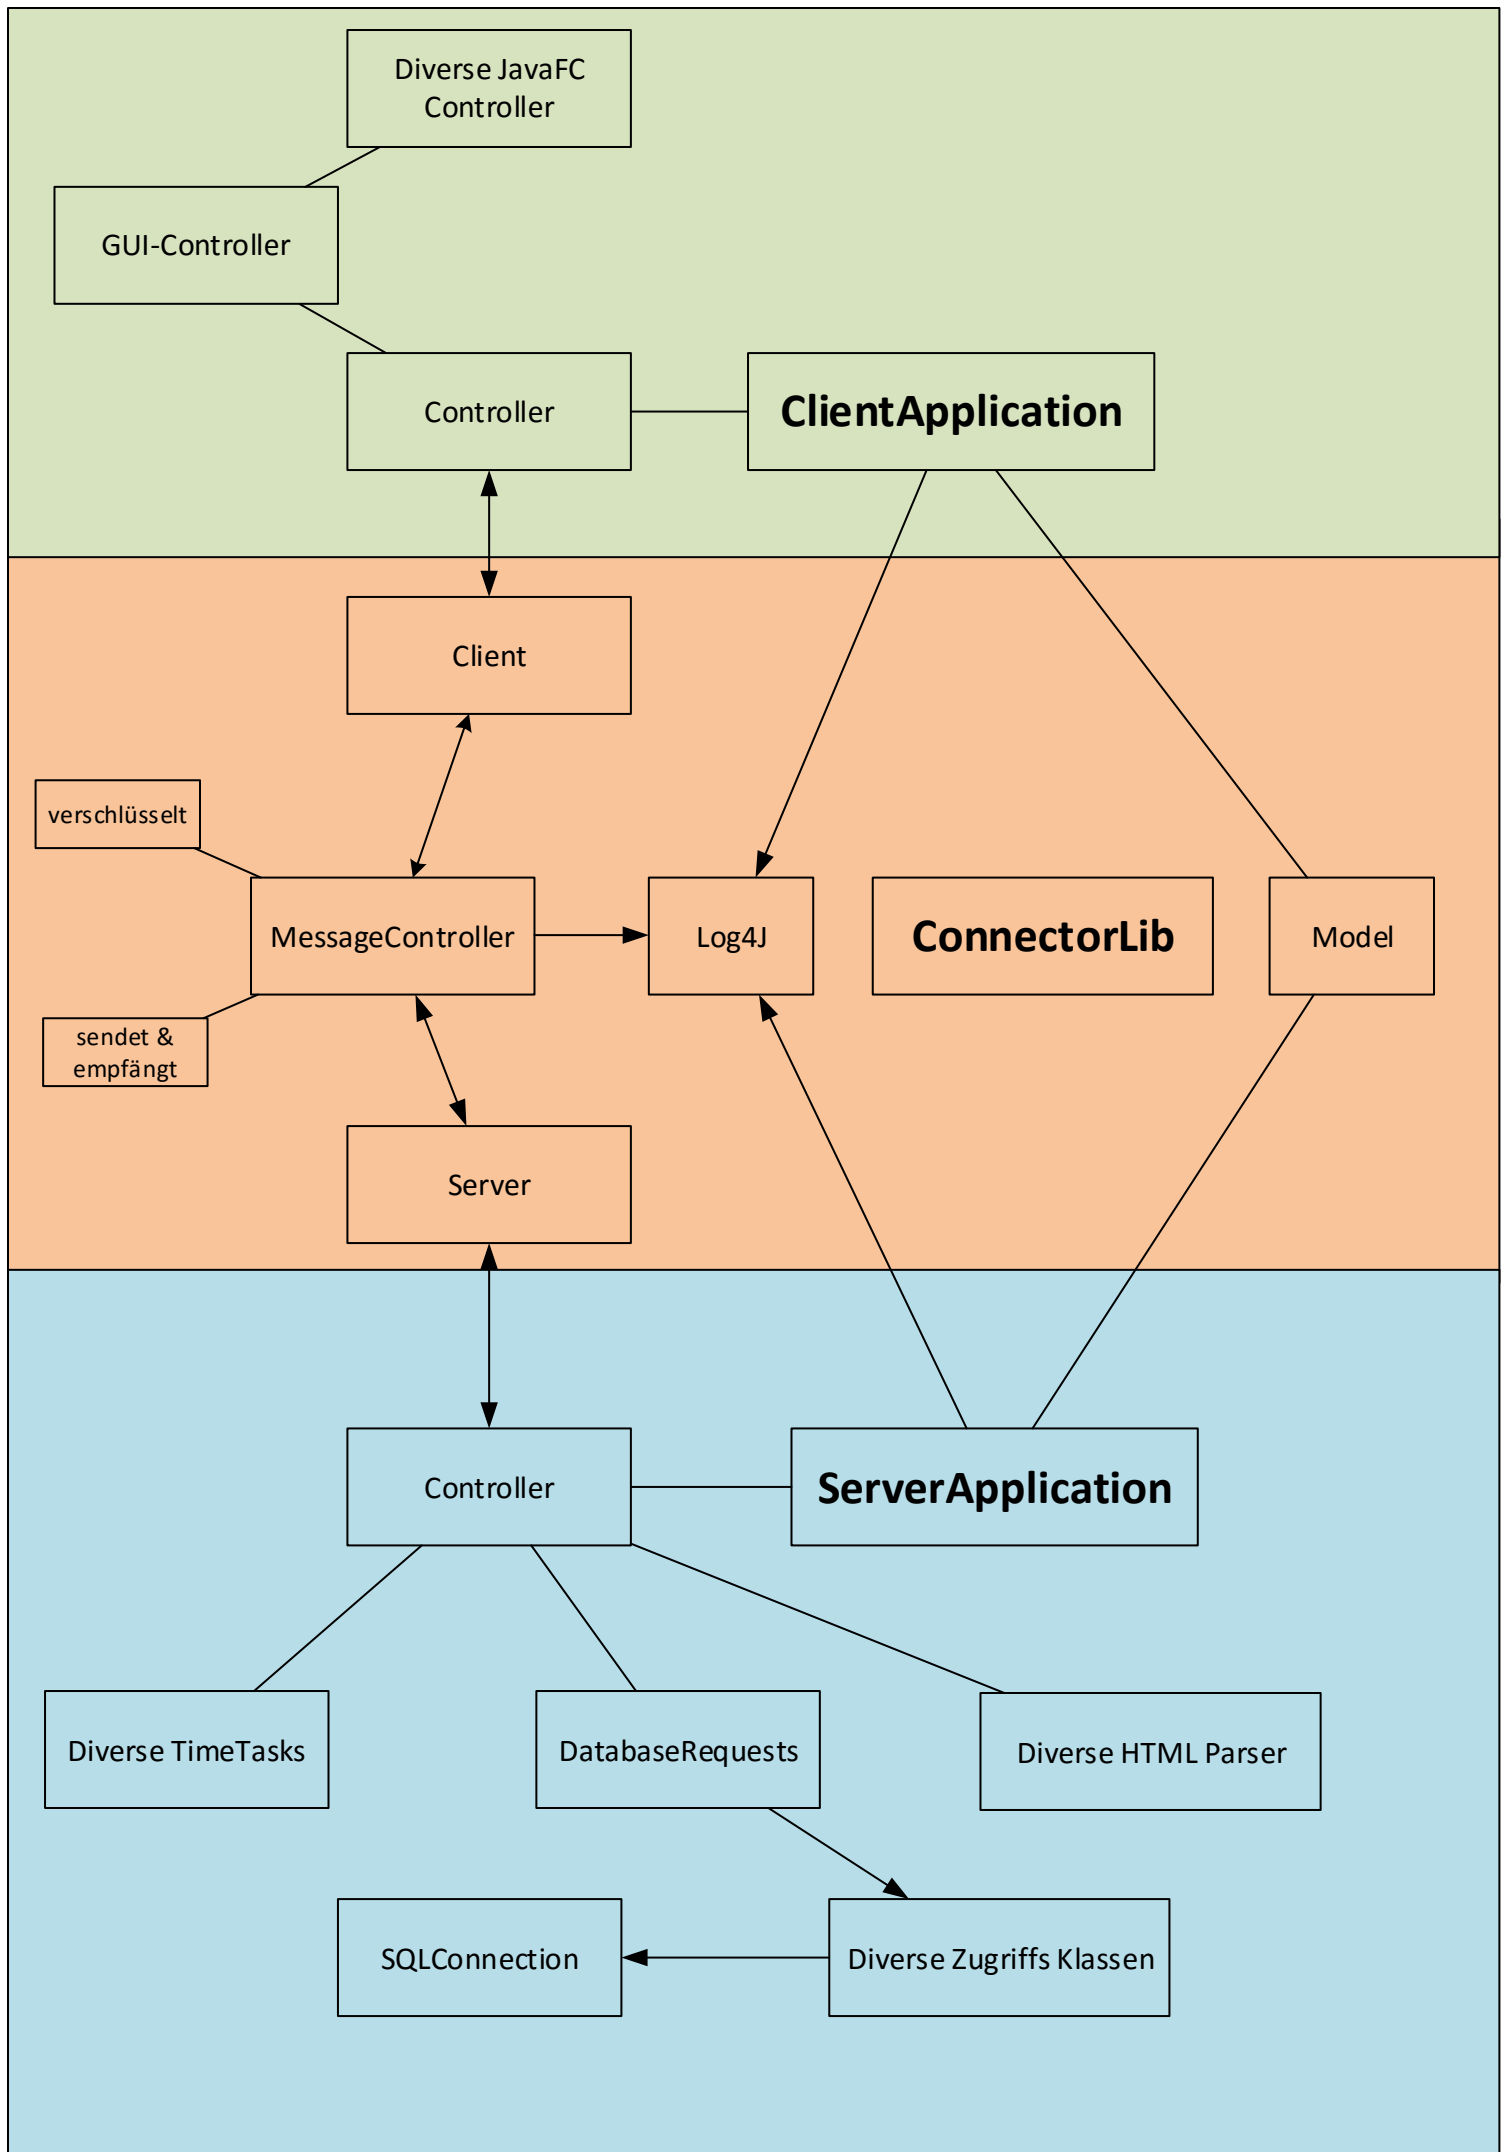 Diverse JavaFC
Controller
GUI-Controller
Controller
ClientApplication
Client
verschlüsselt
MessageController
Log4J
ConnectorLib
Model
sendet &
empfängt
Server
Controller
ServerApplication
Diverse TimeTasks
DatabaseRequests
Diverse HTML Parser
SQLConnection
Diverse Zugriffs Klassen